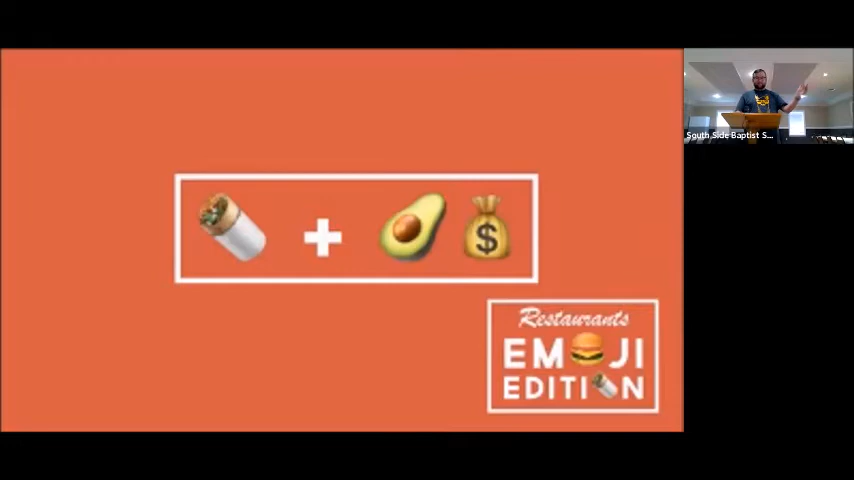 +
$
Restaurants
EMOJI
EDITION
South Side Baptist S...